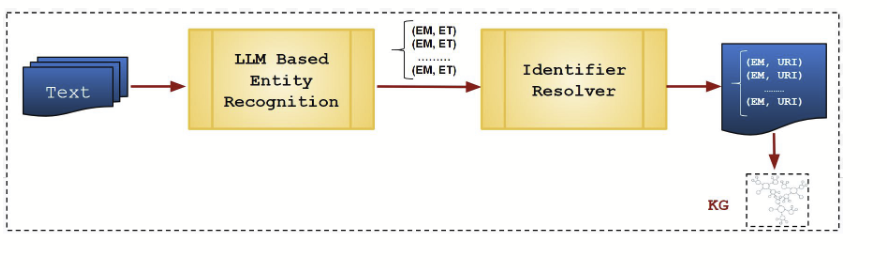 Text
LLM Based
Entity
Recognition
(EM, ET)
(EM, ET)
.........
(EM, ET)
Identifier
Resolver
(EM, URI)
(EM, URI)
........
(EM, URI)
KG